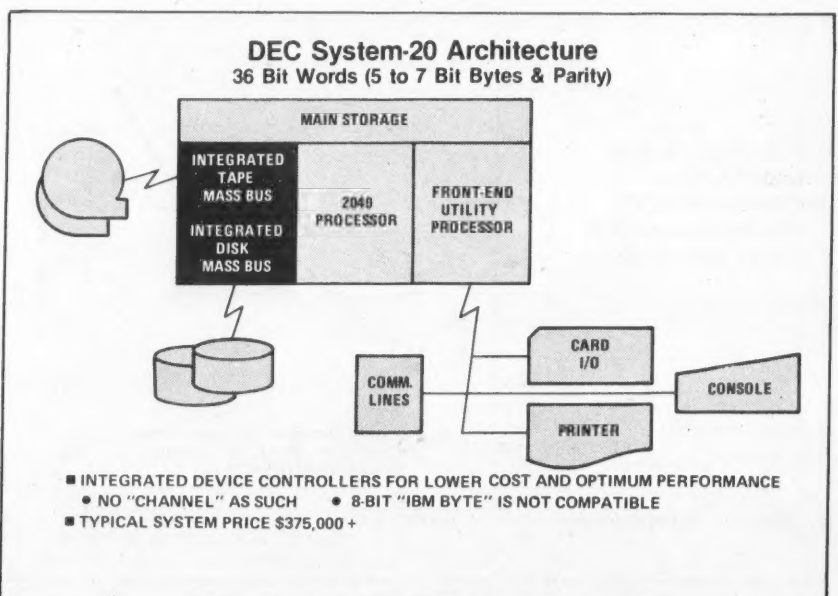 DEC System-20 Architecture
36 Bit Words (5 to 7 Bit Bytes & Parity)
MAIN STORAGE
INTEGRATED
TAPE
MASS BUS
INTEGRATED
DISK
MASS BUS
2040
PROCESSOR
FRONT-END
UTILITY
PROCESSOR
COMM.
LINES
CARD
I/O
CONSOLE
PRINTER
■ INTEGRATED DEVICE CONTROLLERS FOR LOWER COST AND OPTIMUM PERFORMANCE
● NO "CHANNEL" AS SUCH ● 8-BIT "IBM BYTE" IS NOT COMPATIBLE
■ TYPICAL SYSTEM PRICE $375,000 +